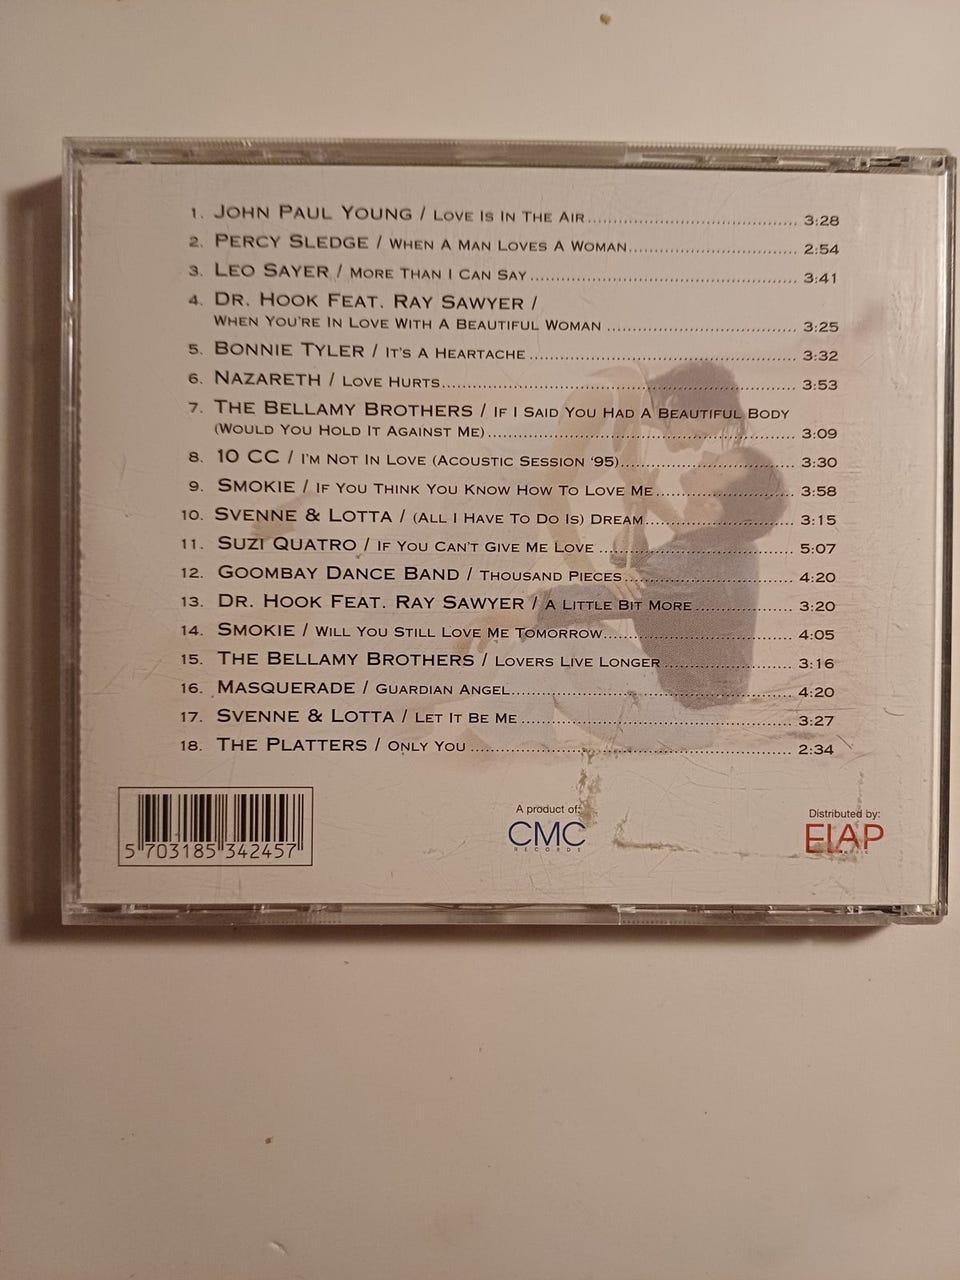 1. JOHN PAUL YOUNG / LOVE IS IN THE AIR 3:28
2. PERCY SLEDGE / WHEN A MAN LOVES A WOMAN 2:54
3. LEO SAYER / MORE THAN I CAN SAY 3:41
4. DR. HOOK FEAT. RAY SAWYER /
WHEN YOU'RE IN LOVE WITH A BEAUTIFUL WOMAN 3:25
5. BONNIE TYLER / IT'S A HEARTACHE 3:32
6. NAZARETH / LOVE HURTS 3:53
7. THE BELLAMY BROTHERS / IF I SAID YOU HAD A BEAUTIFUL BODY
(WOULD YOU HOLD IT AGAINST ME) 3:09
8. 10 CC / I'M NOT IN LOVE (ACOUSTIC SESSION '95) 3:30
9. SMOKIE / IF YOU THINK YOU KNOW HOW TO LOVE ME 3:58
10. SVENNE & LOTTA / (ALL I HAVE TO DO IS) DREAM 3:15
11. SUZI QUATRO / IF YOU CAN'T GIVE ME LOVE 5:07
12. GOOMBAY DANCE BAND / THOUSAND PIECES 4:20
13. DR. HOOK FEAT. RAY SAWYER / A LITTLE BIT MORE 3:20
14. SMOKIE / WILL YOU STILL LOVE ME TOMORROW 4:05
15. THE BELLAMY BROTHERS / LOVERS LIVE LONGER 3:16
16. MASQUERADE / GUARDIAN ANGEL 4:20
17. SVENNE & LOTTA / LET IT BE ME 3:27
18. THE PLATTERS / ONLY YOU 2:34
5 703185 342457
A product of:
CMC
RECORDS
Distributed by:
ELAP